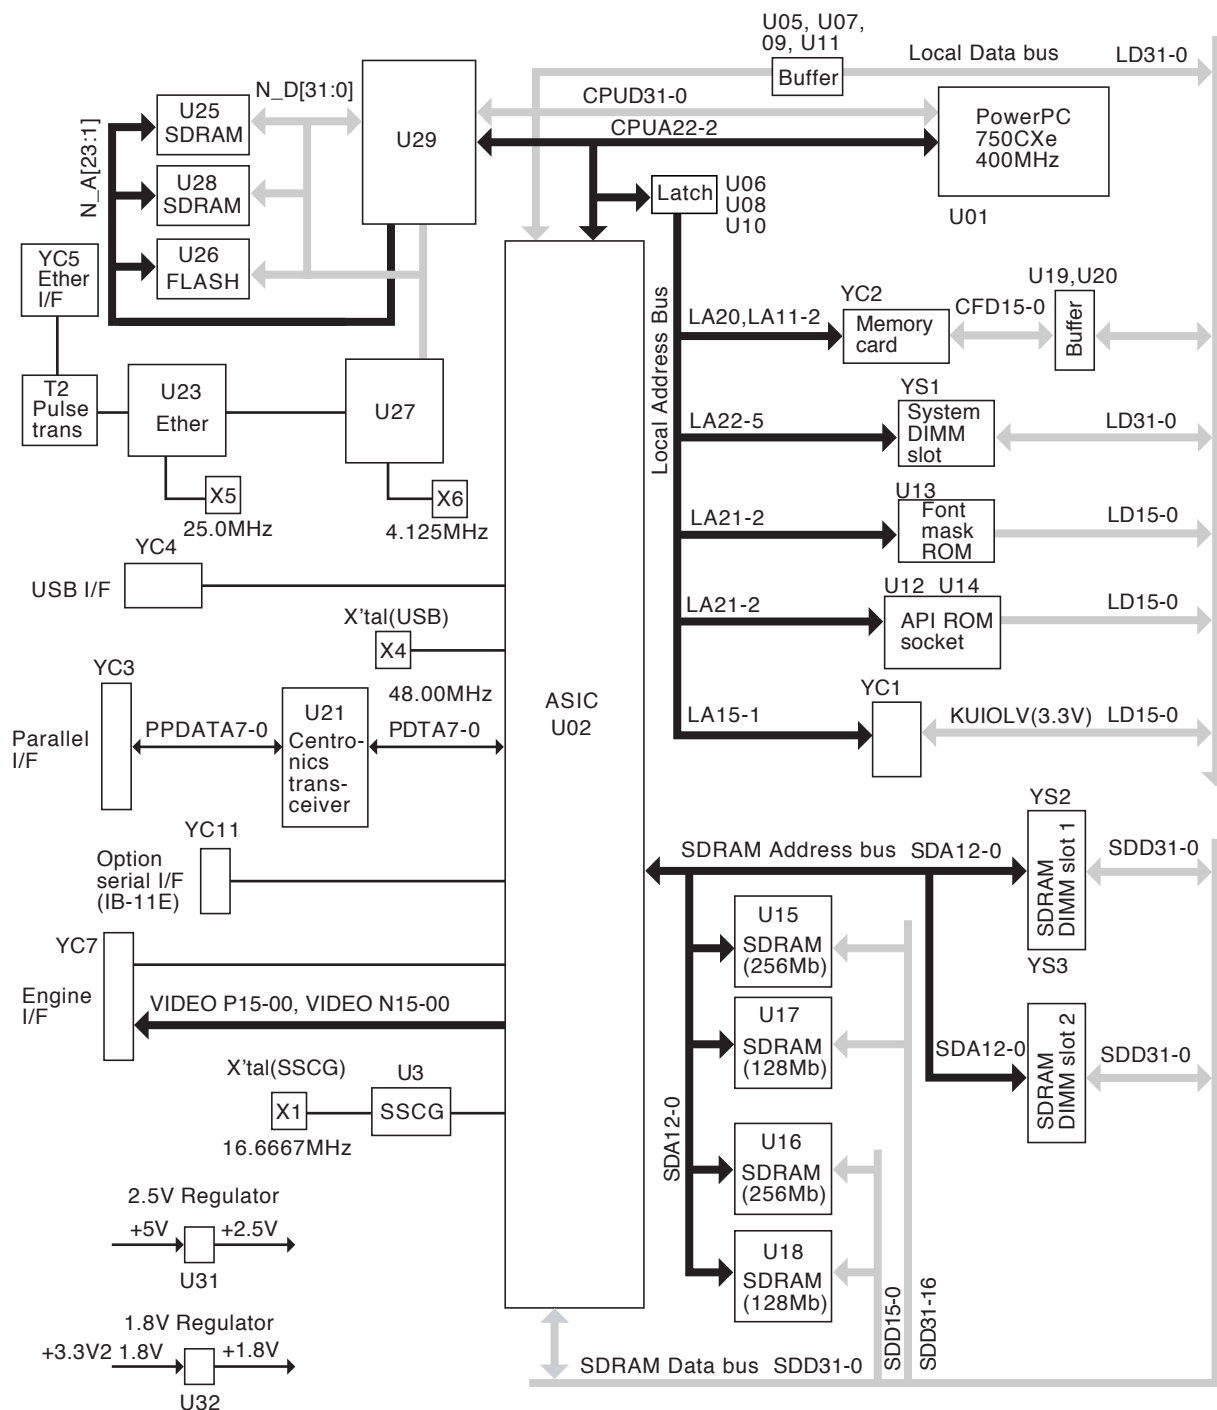 U05, U07,
09, U11
Buffer
Local Data bus
LD31-0
N_D[31:0]
U25
SDRAM
U29
CPUD31-0
CPUA22-2
PowerPC
750CXe
400MHz
U01
N_A[23:1]
U28
SDRAM
Latch
U06
U08
U10
U26
FLASH
YC5
Ether
I/F
Local Address Bus
LA20,LA11-2
YC2
Memory
card
CFD15-0
U19,U20
Buffer
T2
Pulse
trans
U23
Ether
U27
X5
25.0MHz
X6
4.125MHz
LA22-5
YS1
System
DIMM
slot
LD31-0
LA21-2
U13
Font
mask
ROM
LD15-0
YC4
USB I/F
LA21-2
U12 U14
API ROM
socket
LD15-0
X'tal(USB)
X4
48.00MHz
ASIC
U02
LA15-1
YC1
KUIOLV(3.3V)
LD15-0
YC3
Parallel
I/F
PPDATA7-0
U21
Centro-
nics
trans-
ceiver
PDTA7-0
YC11
Option
serial I/F
(IB-11E)
SDRAM Address bus SDA12-0
YS2
SDRAM
DIMM slot 1
SDD31-0
YS3
YC7
Engine
I/F
VIDEO P15-00, VIDEO N15-00
U15
SDRAM
(256Mb)
U17
SDRAM
(128Mb)
SDA12-0
SDRAM
DIMM slot 2
SDD31-0
X'tal(SSCG)
X1
16.6667MHz
U3
SSCG
SDA12-0
U16
SDRAM
(256Mb)
U18
SDRAM
(128Mb)
SDD15-0
SDD31-16
2.5V Regulator
+5V
+2.5V
U31
1.8V Regulator
+3.3V2 1.8V
+1.8V
U32
SDRAM Data bus SDD31-0